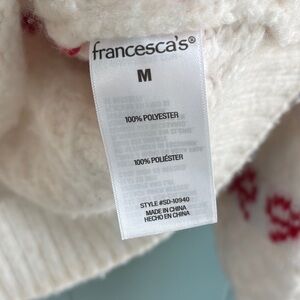 francesca's®
M
100% POLYESTER
100% POLIÉSTER
STYLE #SD-10940
MADE IN CHINA
HECHO EN CHINA